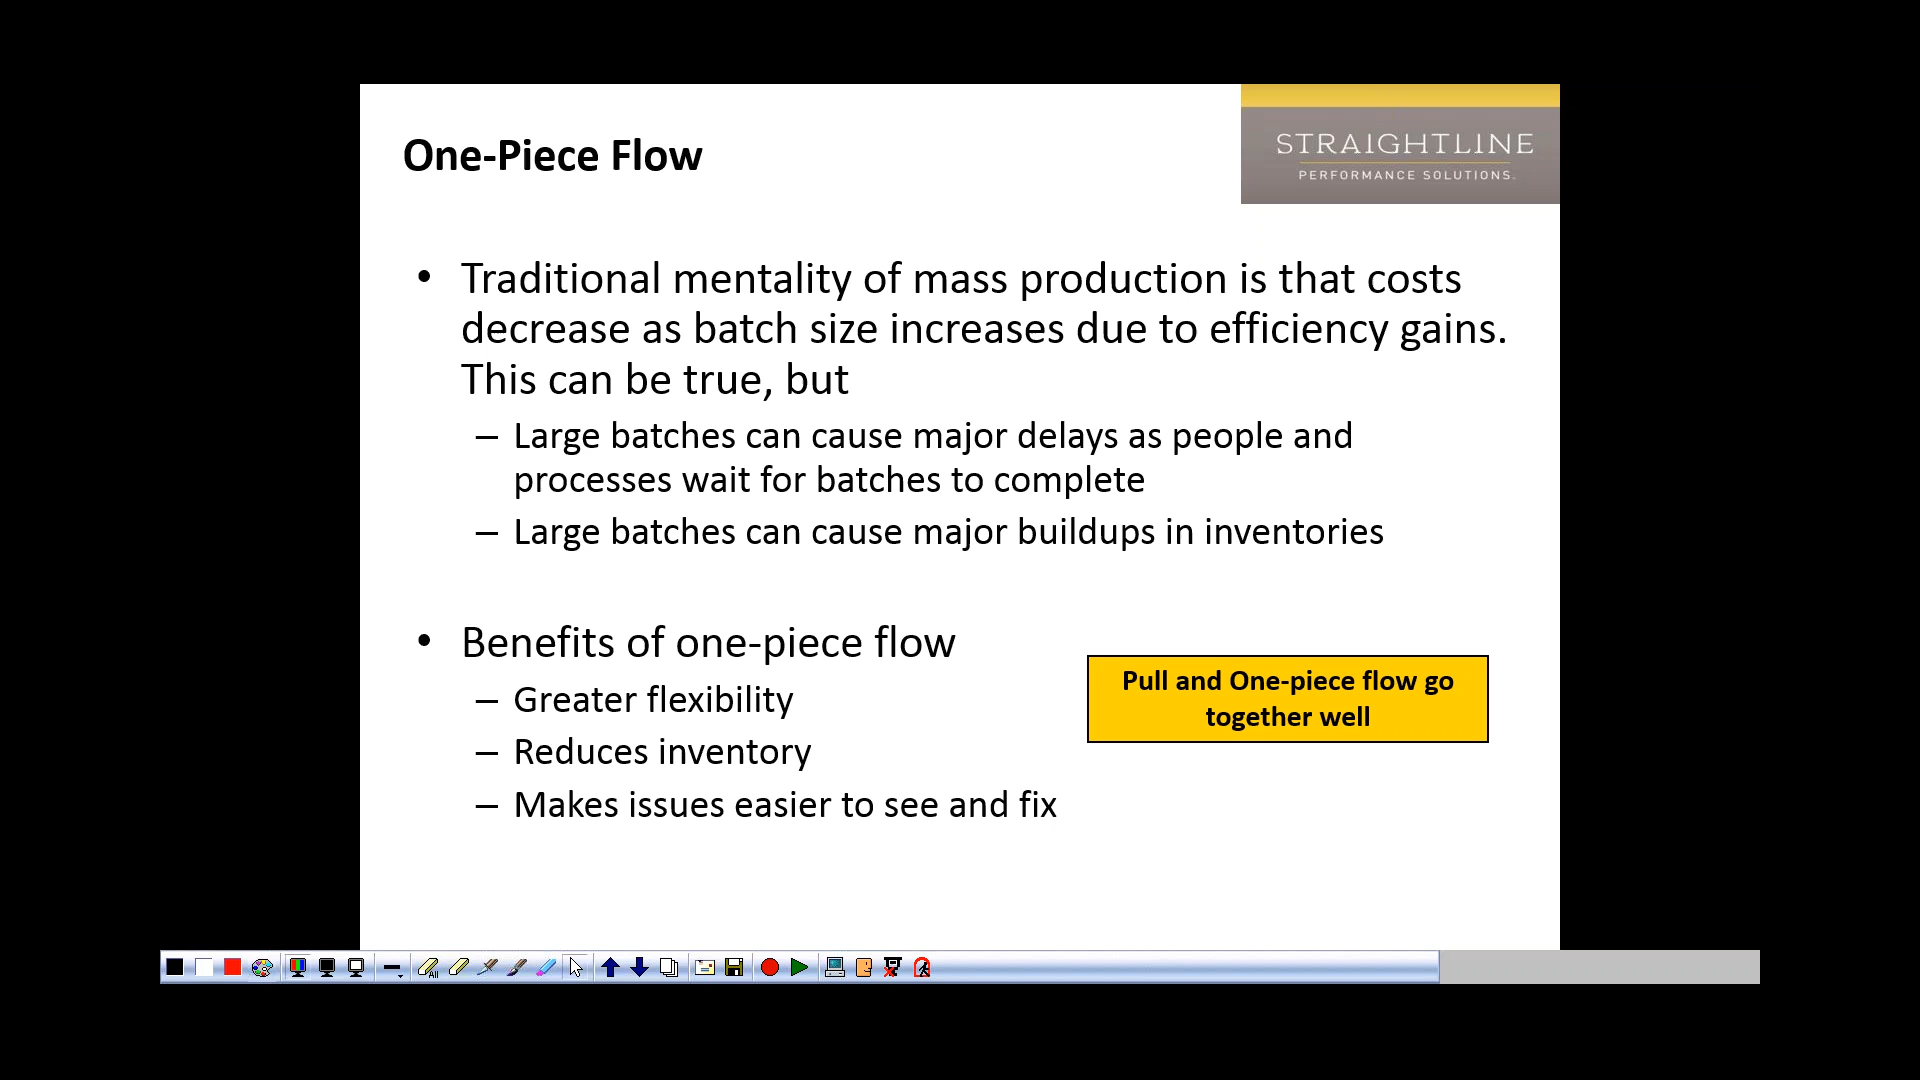 One-Piece Flow
STRAIGHTLINE
PERFORMANCE SOLUTIONS.
• Traditional mentality of mass production is that costs
decrease as batch size increases due to efficiency gains.
This can be true, but
– Large batches can cause major delays as people and
processes wait for batches to complete
– Large batches can cause major buildups in inventories
• Benefits of one-piece flow
– Greater flexibility
– Reduces inventory
– Makes issues easier to see and fix
Pull and One-piece flow go
together well
All